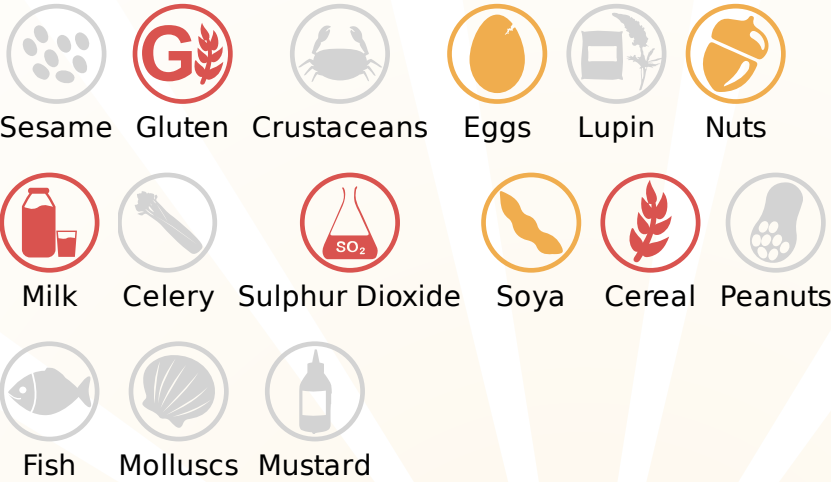 G
Sesame Gluten Crustaceans Eggs Lupin Nuts
SO₂
Milk Celery Sulphur Dioxide Soya Cereal Peanuts
Fish Molluscs Mustard